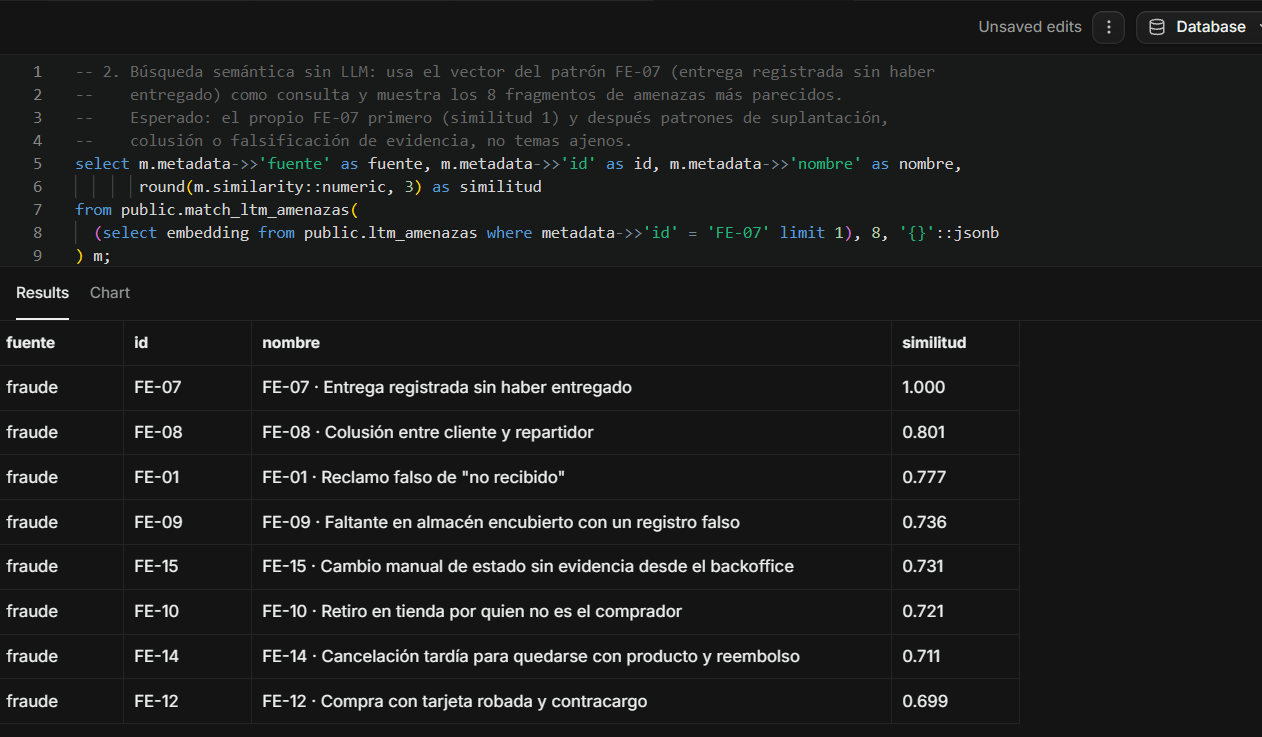 Unsaved edits
Database
1 -- 2. Búsqueda semántica sin LLM: usa el vector del patrón FE-07 (entrega registrada sin haber
2 --    entregado) como consulta y muestra los 8 fragmentos de amenazas más parecidos.
3 --    Esperado: el propio FE-07 primero (similitud 1) y después patrones de suplantación,
4 --    colusión o falsificación de evidencia, no temas ajenos.
5 select m.metadata->>'fuente' as fuente, m.metadata->>'id' as id, m.metadata->>'nombre' as nombre,
6        round(m.similarity::numeric, 3) as similitud
7 from public.match_ltm_amenazas(
8   (select embedding from public.ltm_amenazas where metadata->>'id' = 'FE-07' limit 1), 8, '{}'::jsonb
9 ) m;
Results Chart
fuente id nombre similitud
fraude FE-07 FE-07 · Entrega registrada sin haber entregado 1.000
fraude FE-08 FE-08 · Colusión entre cliente y repartidor 0.801
fraude FE-01 FE-01 · Reclamo falso de "no recibido" 0.777
fraude FE-09 FE-09 · Faltante en almacén encubierto con un registro falso 0.736
fraude FE-15 FE-15 · Cambio manual de estado sin evidencia desde el backoffice 0.731
fraude FE-10 FE-10 · Retiro en tienda por quien no es el comprador 0.721
fraude FE-14 FE-14 · Cancelación tardía para quedarse con producto y reembolso 0.711
fraude FE-12 FE-12 · Compra con tarjeta robada y contracargo 0.699